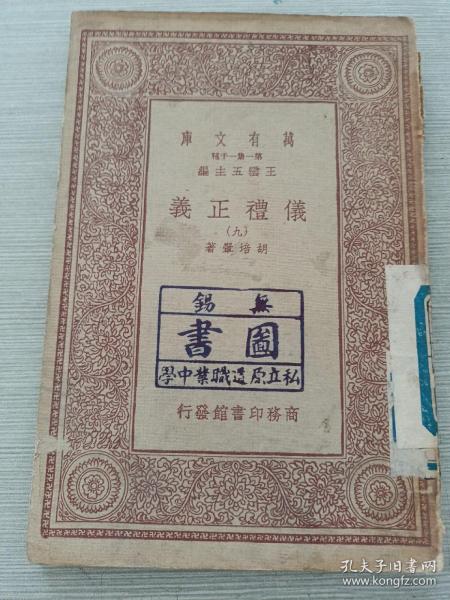 萬有文庫
第一集一千種
王雲五主編
儀禮正義
(九)
胡培翬著
無錫
圖書
私立原道職業中學
商務印書館發行
孔夫子旧书网
www.kongfz.com